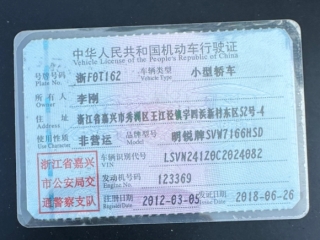 中华人民共和国机动车行驶证
Vehicle License of the People's Republic of China
号牌号码 浙F0T162 车辆类型 小型轿车
Plate No. Vehicle Type
所有人 李刚
Owner
住址 浙江省嘉兴市秀洲区王江泾镇宇四浜新村东区52号-4
Address
使用性质 非营运 品牌型号 明锐牌SVW7166HSD
Use Character Model
浙江省嘉兴市公安局交通警察支队
车辆识别代号 LSVN241Z0C2024082
VIN
发动机号码 123369
Engine No.
注册日期 2012-03-05 发证日期 2018-06-26
Register Date Issue Date